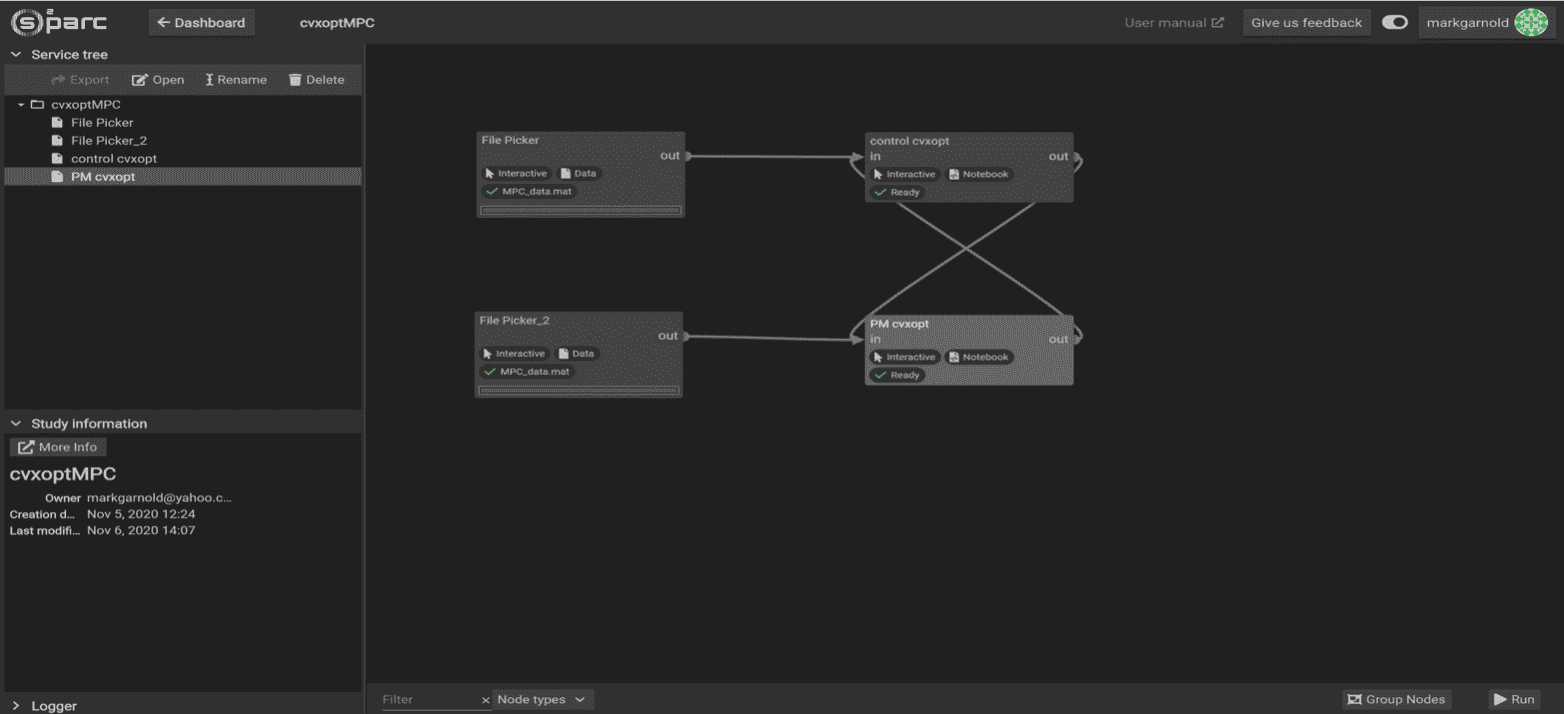 (s)²parc
Dashboard
cvxoptMPC
User manual
Give us feedback
markgarnold
Service tree
Export Open Rename Delete
cvxoptMPC
File Picker
File Picker_2
control cvxopt
PM cvxopt
Study information
More Info
cvxoptMPC
Owner markgarnold@yahoo.c...
Creation d... Nov 5, 2020 12:24
Last modifi... Nov 6, 2020 14:07
Logger
File Picker
out
Interactive Data
MPC_data.mat
control cvxopt
in out
Interactive Notebook
Ready
File Picker_2
out
Interactive Data
MPC_data.mat
PM cvxopt
in out
Interactive Notebook
Ready
Filter × Node types
Group Nodes Run